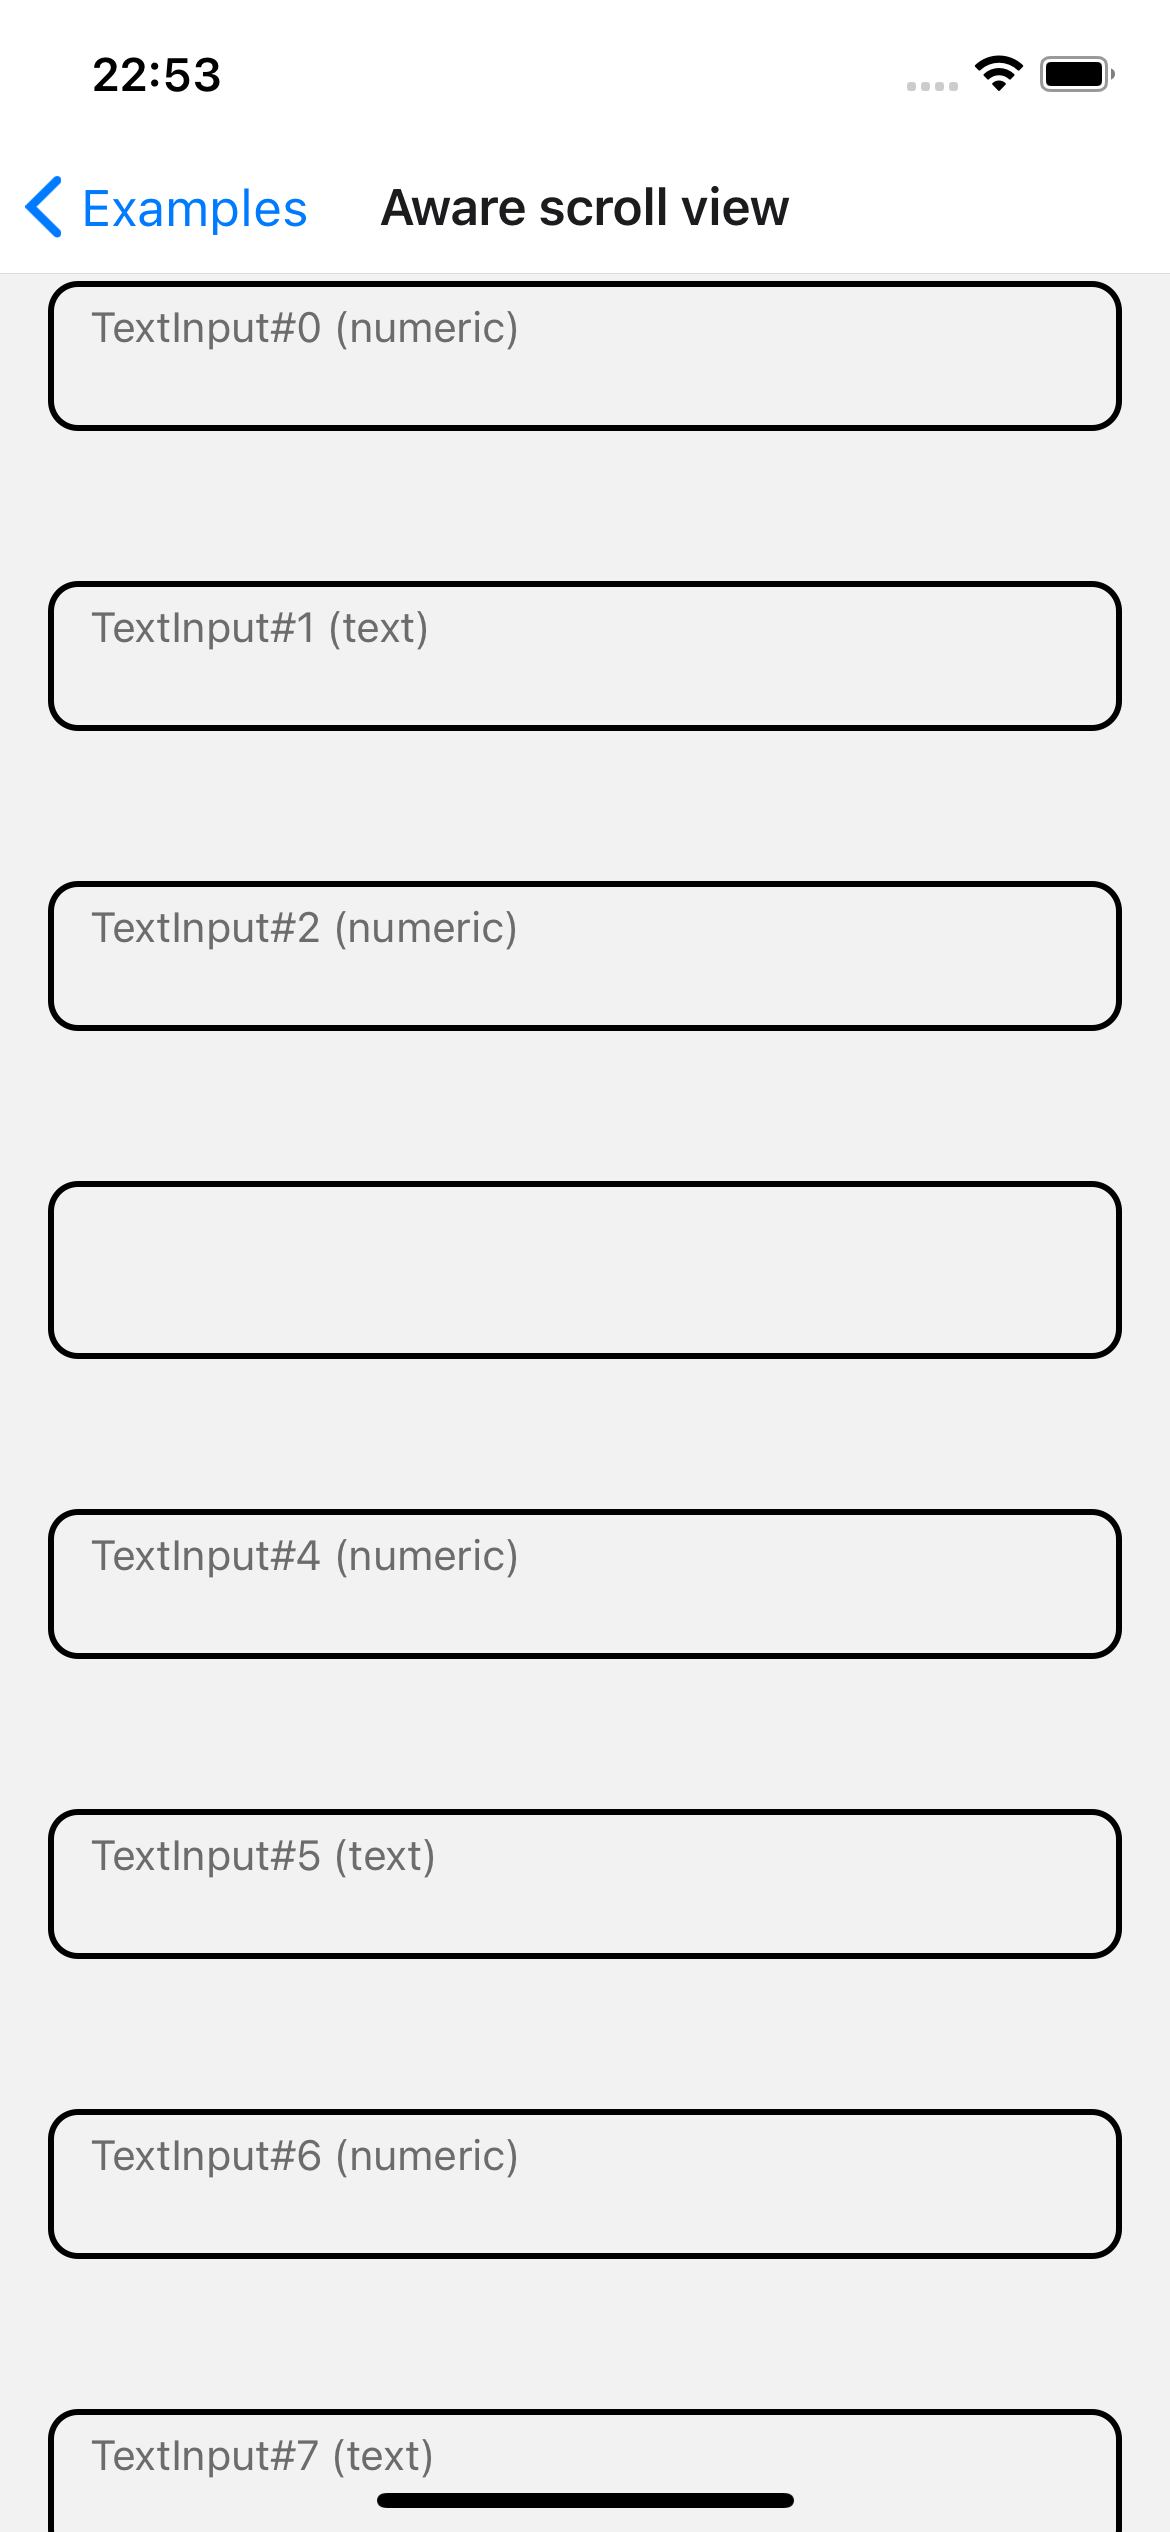 22:53
Examples
Aware scroll view
TextInput#0 (numeric)
TextInput#1 (text)
TextInput#2 (numeric)
TextInput#4 (numeric)
TextInput#5 (text)
TextInput#6 (numeric)
TextInput#7 (text)